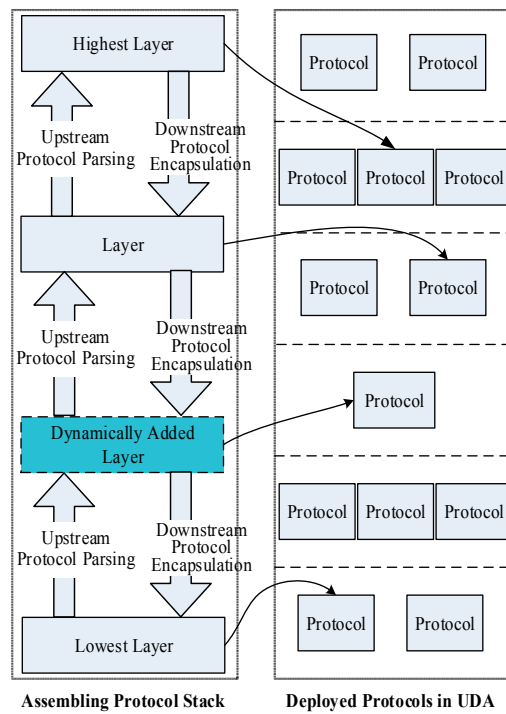 Highest Layer
Upstream
Protocol Parsing
Downstream
Protocol
Encapsulation
Layer
Upstream
Protocol Parsing
Downstream
Protocol
Encapsulation
Dynamically Added
Layer
Upstream
Protocol Parsing
Downstream
Protocol
Encapsulation
Lowest Layer
Assembling Protocol Stack
Protocol Protocol
Protocol Protocol Protocol
Protocol Protocol
Protocol
Protocol Protocol Protocol
Protocol Protocol
Deployed Protocols in UDA